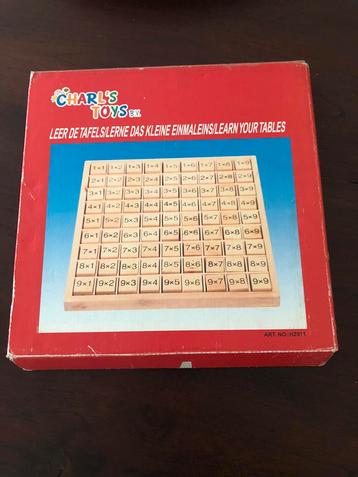 CHARL'S
TOYS B.V.
LEER DE TAFELS/LERNE DAS KLEINE EINMALEINS/LEARN YOUR TABLES
1×1 1×2 1×3 1×4 1×5 1×6 1×7 1×8 1×9
2×1 2×2 2×3 2×4 2×5 2×6 2×7 2×8 2×9
3×1 3×2 3×3 3×4 3×5 3×6 3×7 3×8 3×9
4×1 4×2 4×3 4×4 4×5 4×6 4×7 4×8 4×9
5×1 5×2 5×3 5×4 5×5 5×6 5×7 5×8 5×9
6×1 6×2 6×3 6×4 6×5 6×6 6×7 6×8 6×9
7×1 7×2 7×3 7×4 7×5 7×6 7×7 7×8 7×9
8×1 8×2 8×3 8×4 8×5 8×6 8×7 8×8 8×9
9×1 9×2 9×3 9×4 9×5 9×6 9×7 9×8 9×9
ART. NO.:HZ911